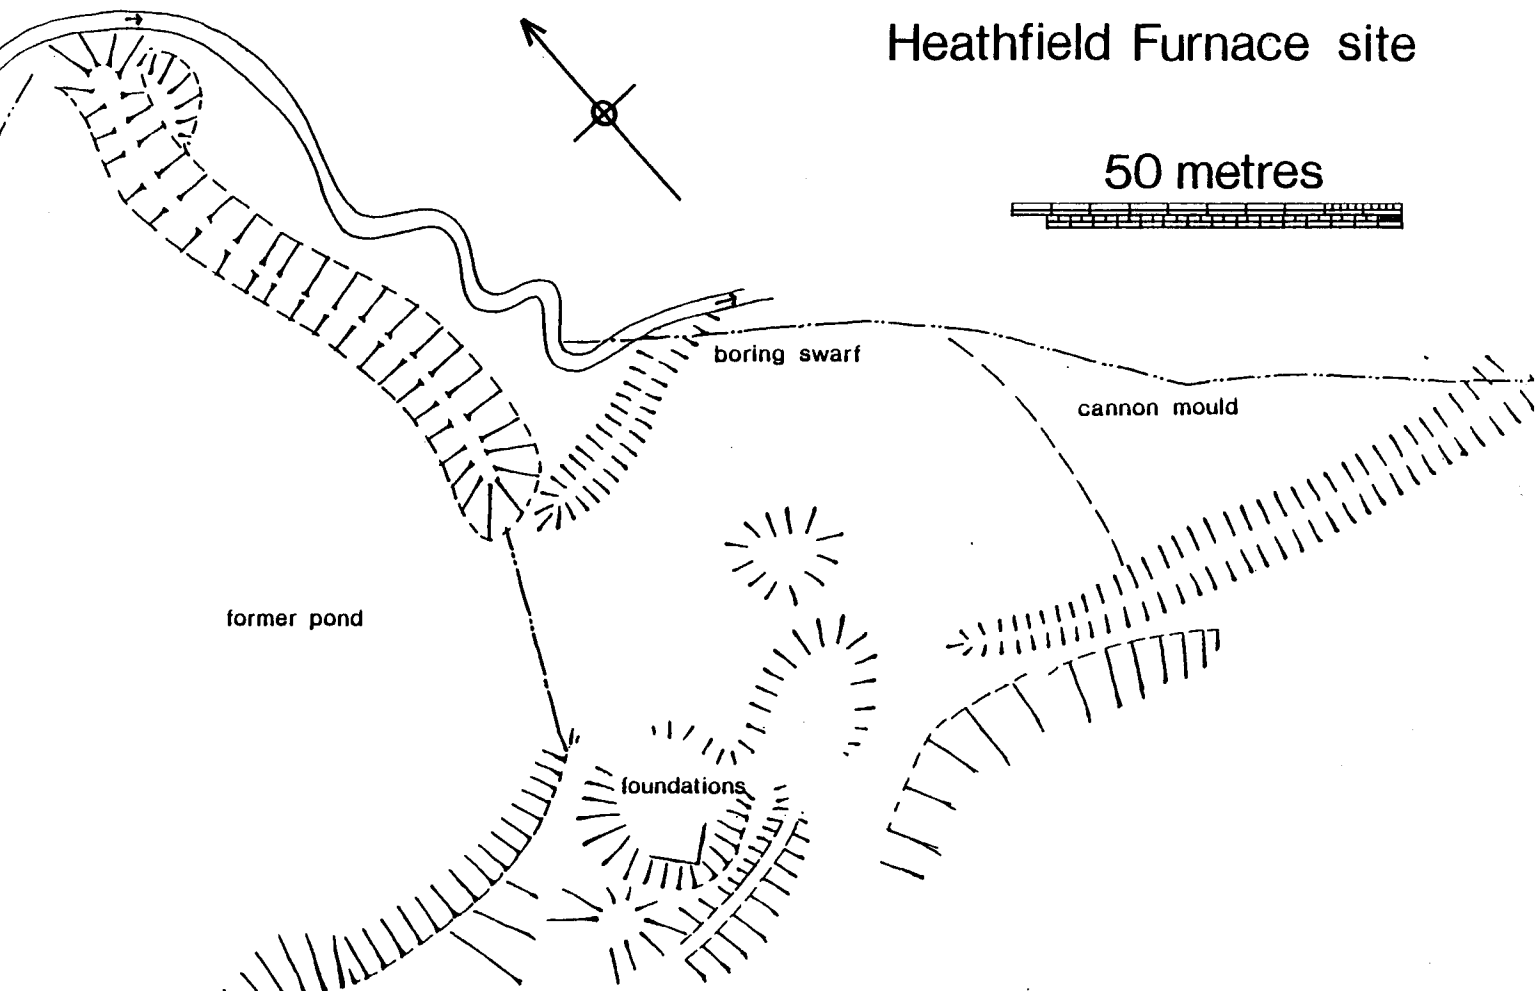 Heathfield Furnace site
50 metres
boring swarf
cannon mould
former pond
foundations